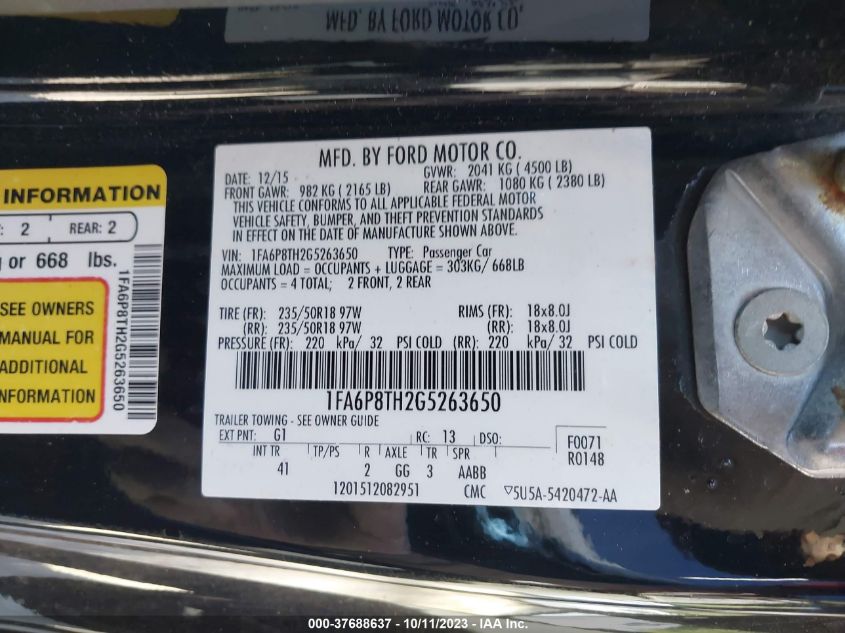 MFD. BY FORD MOTOR CO.
MFD. BY FORD MOTOR CO.
DATE: 12/15 GVWR: 2041 KG ( 4500 LB)
FRONT GAWR: 982 KG ( 2165 LB) REAR GAWR: 1080 KG ( 2380 LB)
THIS VEHICLE CONFORMS TO ALL APPLICABLE FEDERAL MOTOR
VEHICLE SAFETY, BUMPER, AND THEFT PREVENTION STANDARDS
IN EFFECT ON THE DATE OF MANUFACTURE SHOWN ABOVE.
VIN: 1FA6P8TH2G5263650 TYPE: Passenger Car
MAXIMUM LOAD = OCCUPANTS + LUGGAGE = 303KG/ 668LB
OCCUPANTS = 4 TOTAL; 2 FRONT, 2 REAR
TIRE (FR): 235/50R18 97W RIMS (FR): 18x8.0J
(RR): 235/50R18 97W (RR): 18x8.0J
PRESSURE (FR): 220 kPa/ 32 PSI COLD (RR): 220 kPa/ 32 PSI COLD
1FA6P8TH2G5263650
TRAILER TOWING - SEE OWNER GUIDE
EXT PNT: G1 RC: 13 DSO:
F0071
R0148
INT TR TP/PS R AXLE TR SPR
41 2 GG 3 AABB
1201512082951 CMC ▽5U5A-5420472-AA
INFORMATION
2 REAR: 2
or 668 lbs.
SEE OWNERS
MANUAL FOR
ADDITIONAL
INFORMATION
1FA6P8TH2G5263650
000-37688637 - 10/11/2023 - IAA Inc.